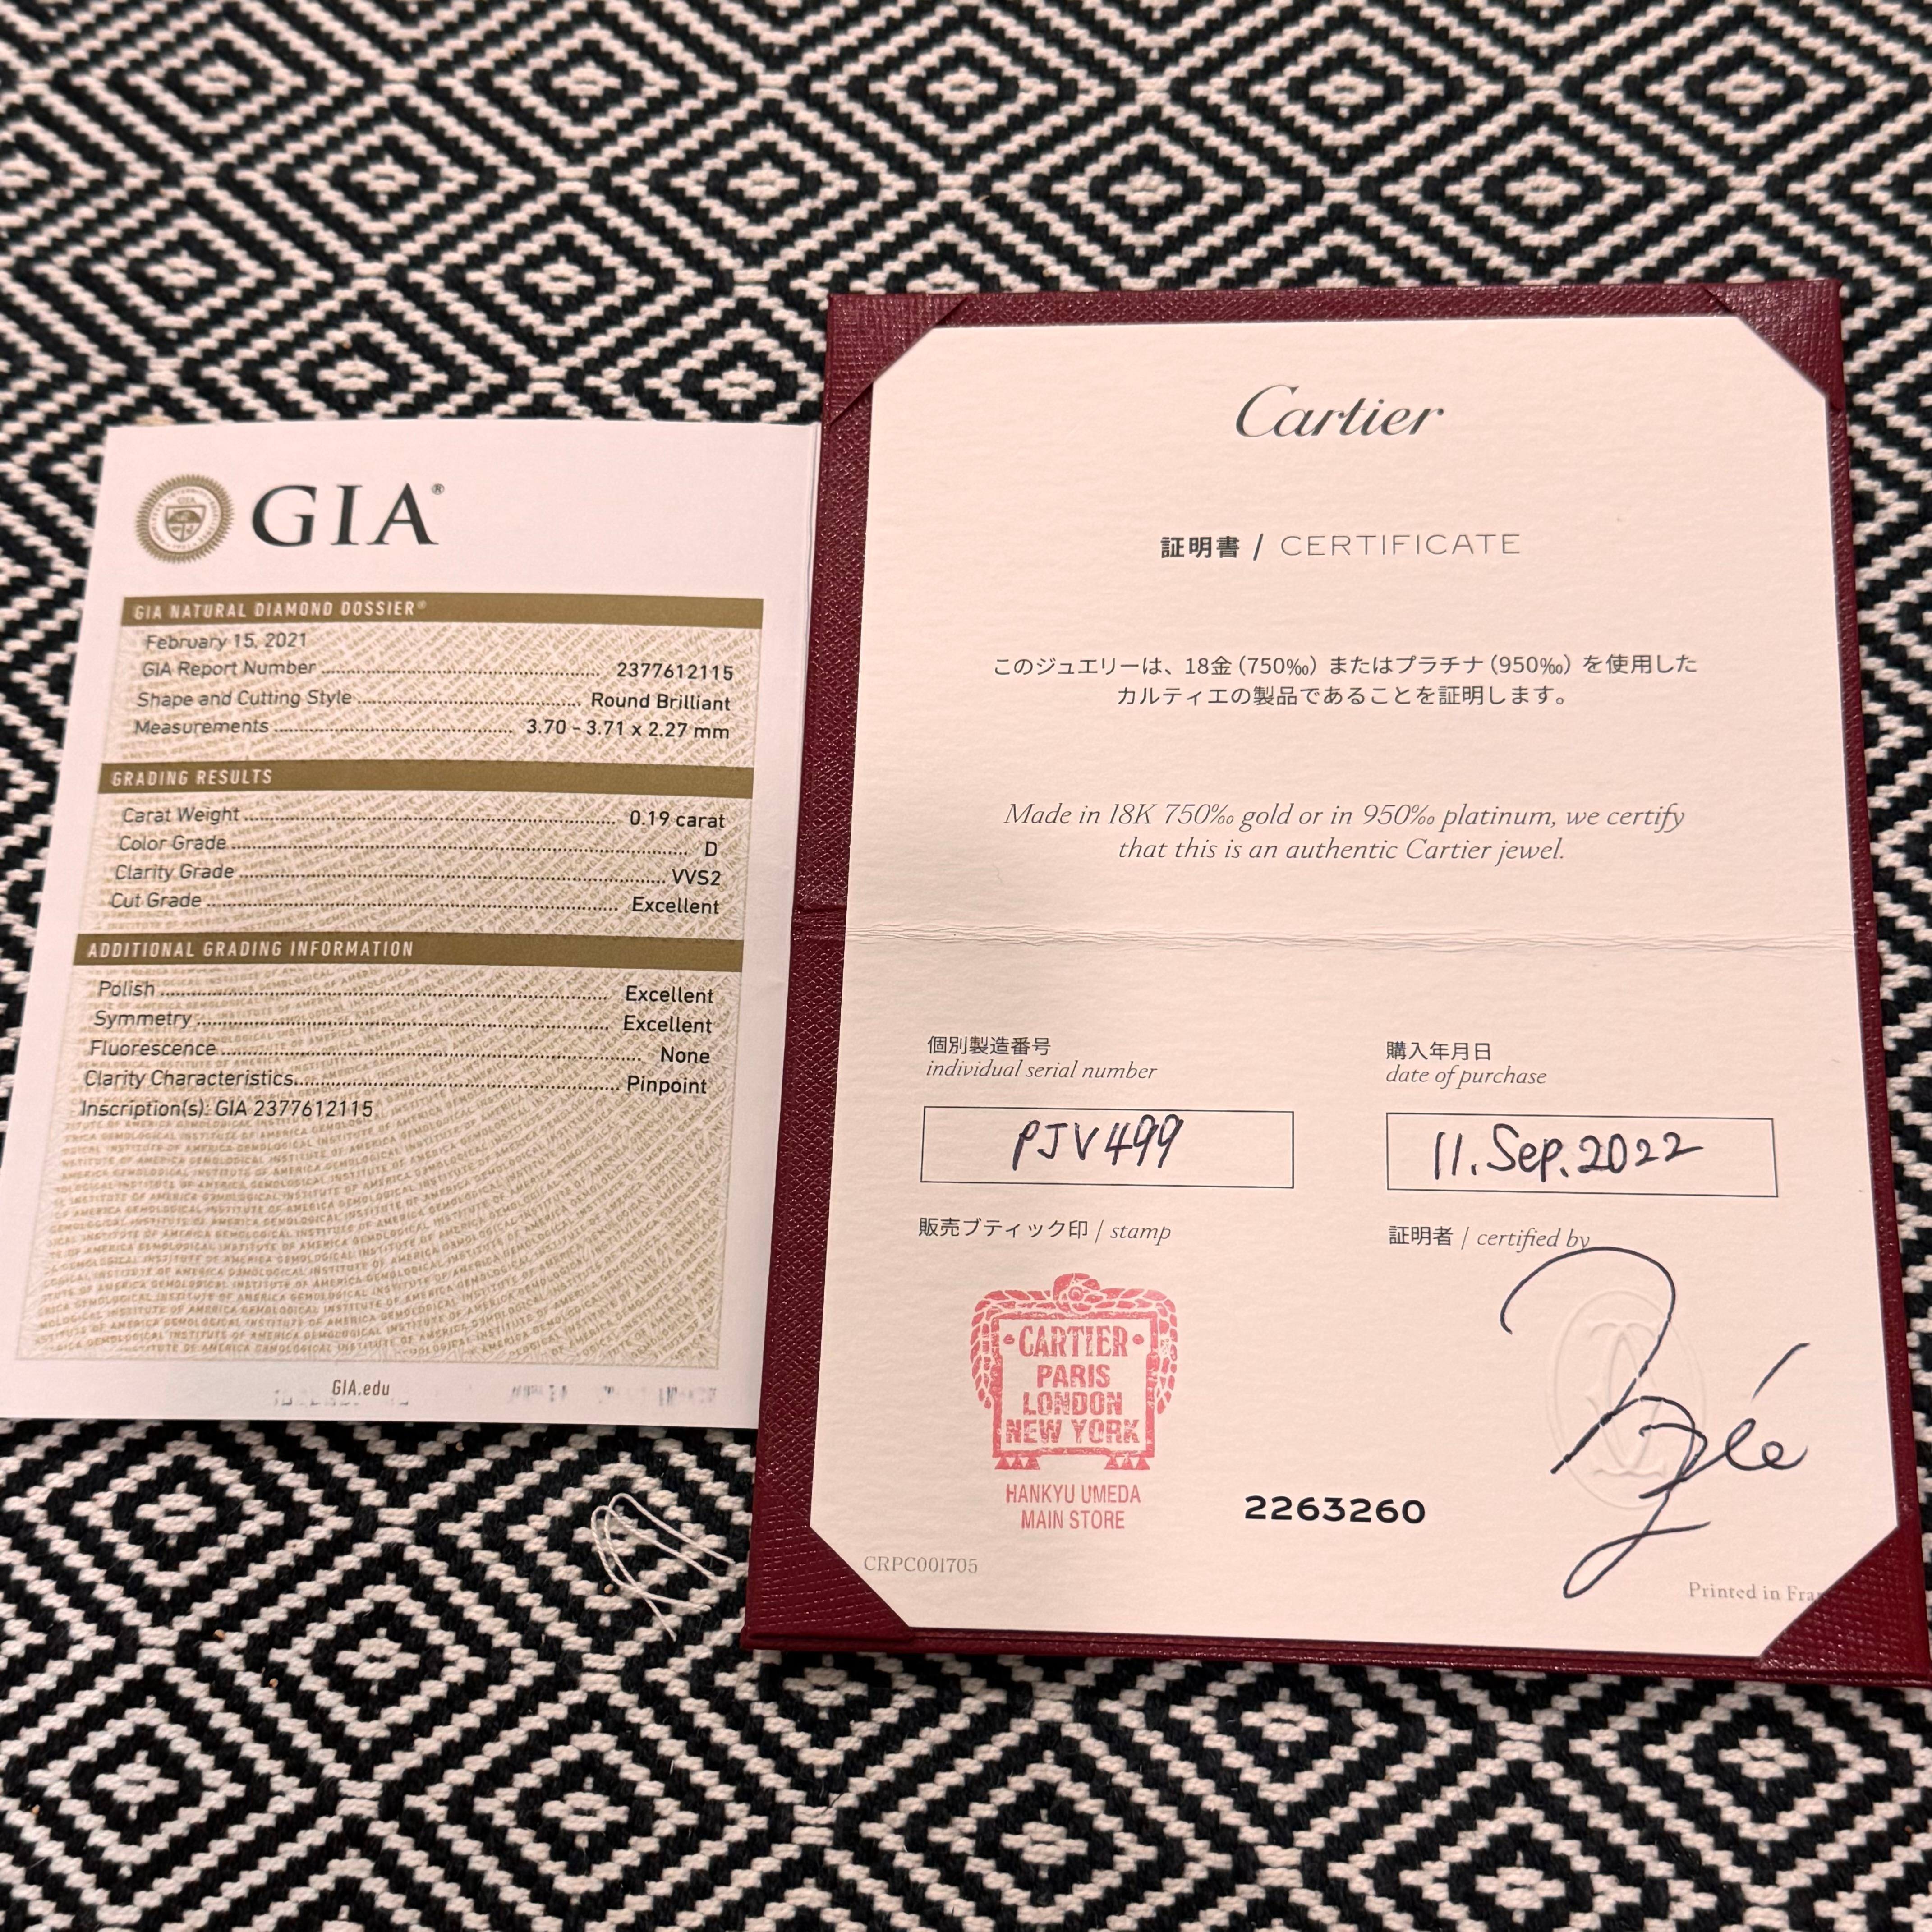 GIA®
GIA NATURAL DIAMOND DOSSIER®
February 15, 2021
GIA Report Number 2377612115
Shape and Cutting Style Round Brilliant
Measurements 3.70 - 3.71 x 2.27 mm
GRADING RESULTS
Carat Weight 0.19 carat
Color Grade D
Clarity Grade VVS2
Cut Grade Excellent
ADDITIONAL GRADING INFORMATION
Polish Excellent
Symmetry Excellent
Fluorescence None
Clarity Characteristics Pinpoint
Inscription(s): GIA 2377612115
GIA.edu
Cartier
証明書 / CERTIFICATE
このジュエリーは、18金(750‰)またはプラチナ(950‰)を使用した
カルティエの製品であることを証明します。
Made in 18K 750‰ gold or in 950‰ platinum, we certify
that this is an authentic Cartier jewel.
個別製造番号
individual serial number
PJV499
購入年月日
date of purchase
11.Sep.2022
販売ブティック印 / stamp
CARTIER
PARIS
LONDON
NEW YORK
HANKYU UMEDA
MAIN STORE
証明者 / certified by
2263260
CRPC001705
Printed in